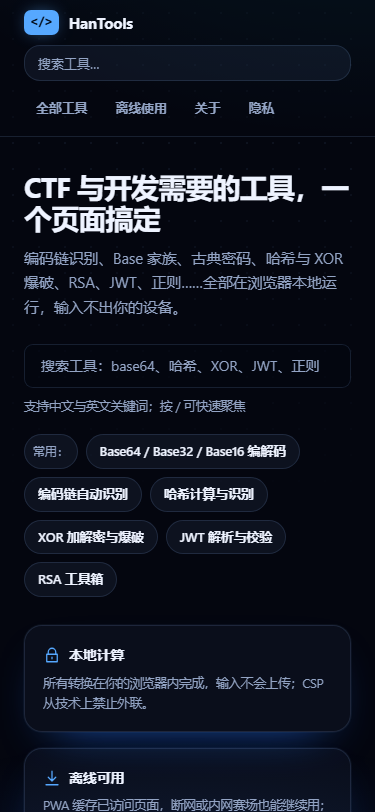 </> HanTools
搜索工具...
全部工具 离线使用 关于 隐私
CTF 与开发需要的工具，一
个页面搞定
编码链识别、Base 家族、古典密码、哈希与 XOR
爆破、RSA、JWT、正则……全部在浏览器本地运
行，输入不出你的设备。
搜索工具：base64、哈希、XOR、JWT、正则
支持中文与英文关键词；按 / 可快速聚焦
常用： Base64 / Base32 / Base16 编解码
编码链自动识别 哈希计算与识别
XOR 加解密与爆破 JWT 解析与校验
RSA 工具箱
本地计算
所有转换在你的浏览器内完成，输入不会上传；CSP
从技术上禁止外联。
离线可用
PWA 缓存已访问页面，断网或内网赛场也能继续用；